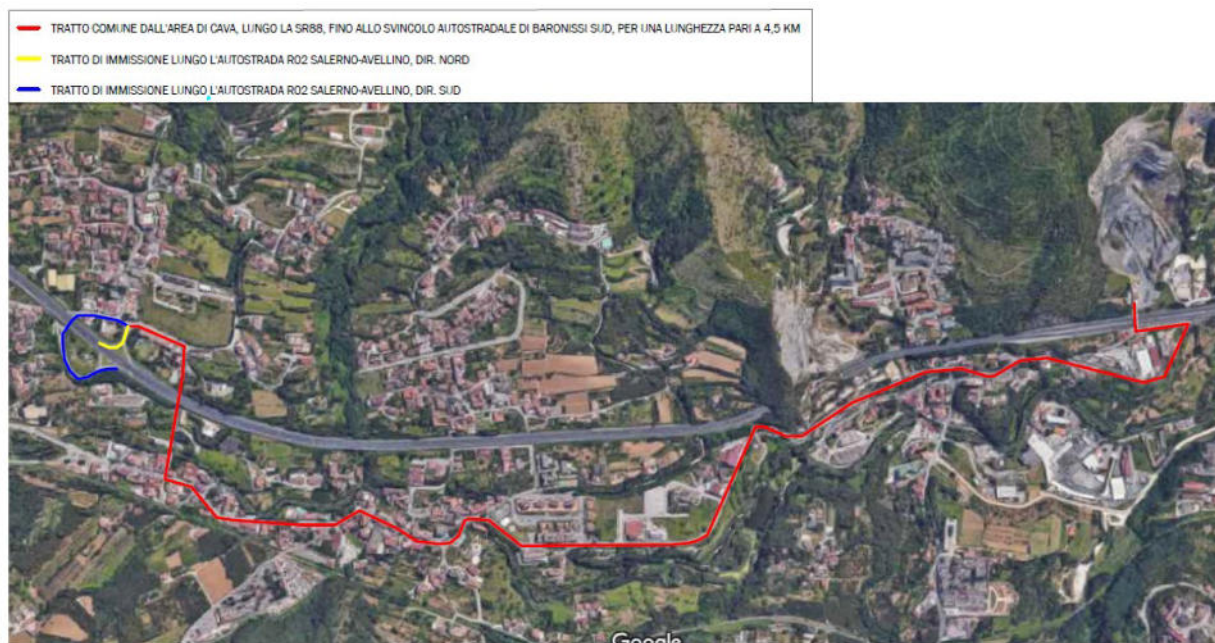 TRATTO COMUNE DALL'AREA DI CAVA, LUNGO LA SR88, FINO ALLO SVINCOLO AUTOSTRADALE DI BARONISSI SUD, PER UNA LUNGHEZZA PARI A 4,5 KM
TRATTO DI IMMISSIONE LUNGO L'AUTOSTRADA R02 SALERNO-AVELLINO, DIR. NORD
TRATTO DI IMMISSIONE LUNGO L'AUTOSTRADA R02 SALERNO-AVELLINO, DIR. SUD
Google